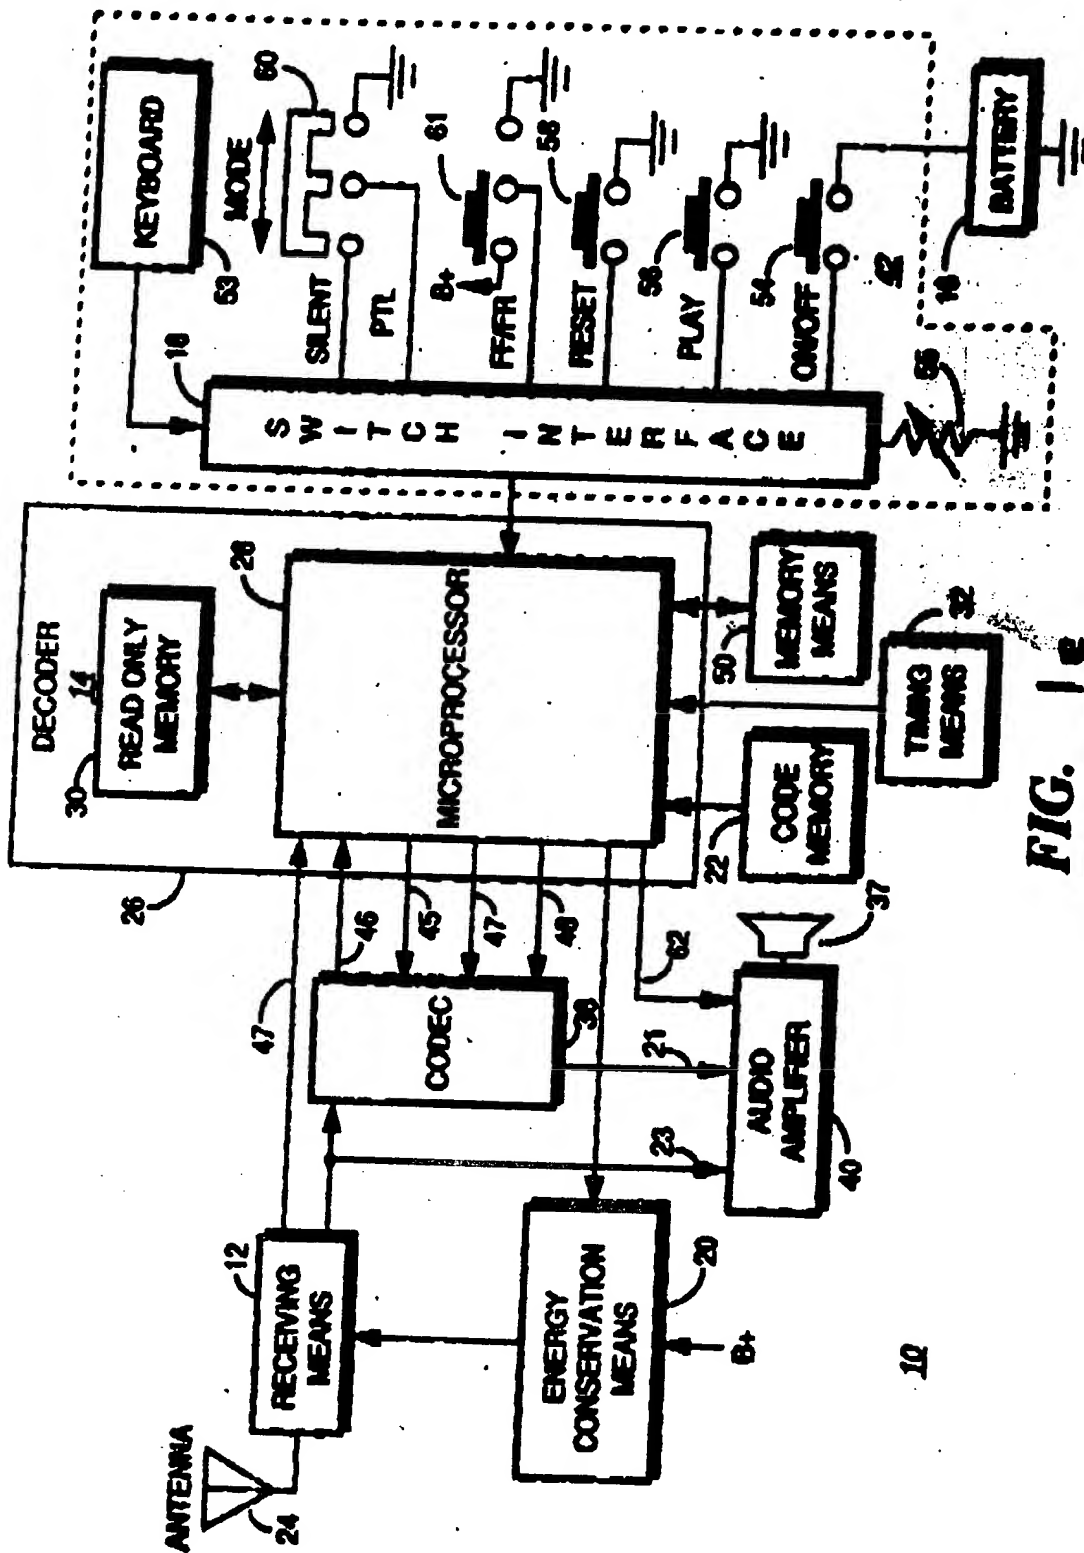 ANTENNA
24
RECEIVING
MEANS
12
ENERGY
CONSERVATION
MEANS
20
B+
10
47
23
21
CODEC
38
46
45
47
48
62
AUDIO
AMPLIFIER
40
37
26
DECODER
14
30
READ ONLY
MEMORY
28
MICROPROCESSOR
22
CODE
MEMORY
50
MEMORY
MEANS
32
TIMING
MEANS
KEYBOARD
53
18
SWITCH INTERFACE
MODE
60
SILENT
PTL
B+
FF/FR
61
RESET
58
PLAY
56
ON/OFF
54
42
55
BATTERY
16
FIG. 1